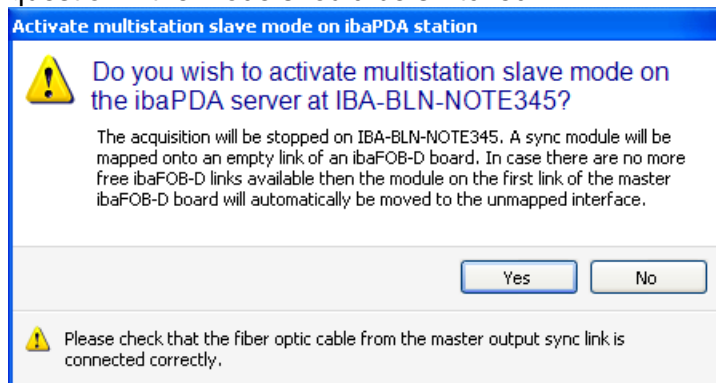 Activate multistation slave mode on ibaPDA station
Do you wish to activate multistation slave mode on
the ibaPDA server at IBA-BLN-NOTE345?
The acquisition will be stopped on IBA-BLN-NOTE345. A sync module will be
mapped onto an empty link of an ibaFOB-D board. In case there are no more
free ibaFOB-D links available then the module on the first link of the master
ibaFOB-D board will automatically be moved to the unmapped interface.
Yes
No
Please check that the fiber optic cable from the master output sync link is
connected correctly.